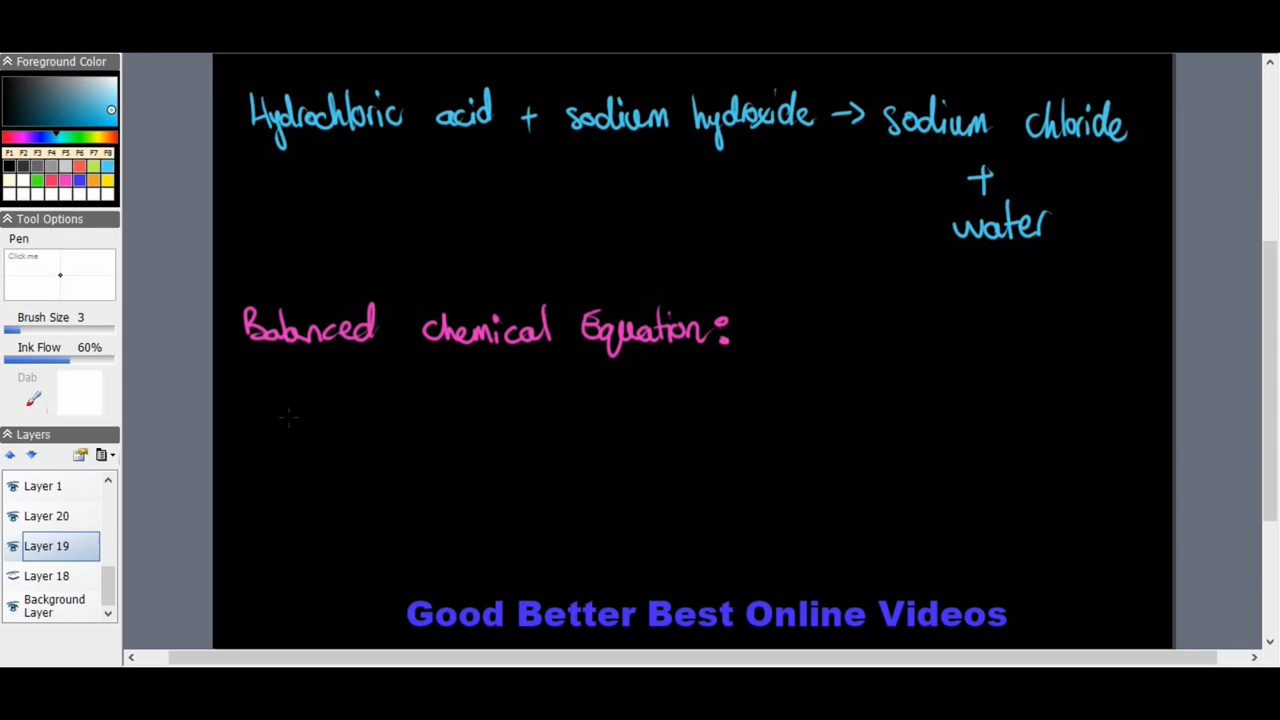 Foreground Color
F1 F2 F3 F4 F5 F6 F7 F8
Tool Options
Pen
Click me
Brush Size 3
Ink Flow 60%
Dab
Layers
Layer 1
Layer 20
Layer 19
Layer 18
Background
Layer
Hydrochloric acid + sodium hydroxide → sodium chloride
+
water
Balanced chemical Equation:
Good Better Best Online Videos